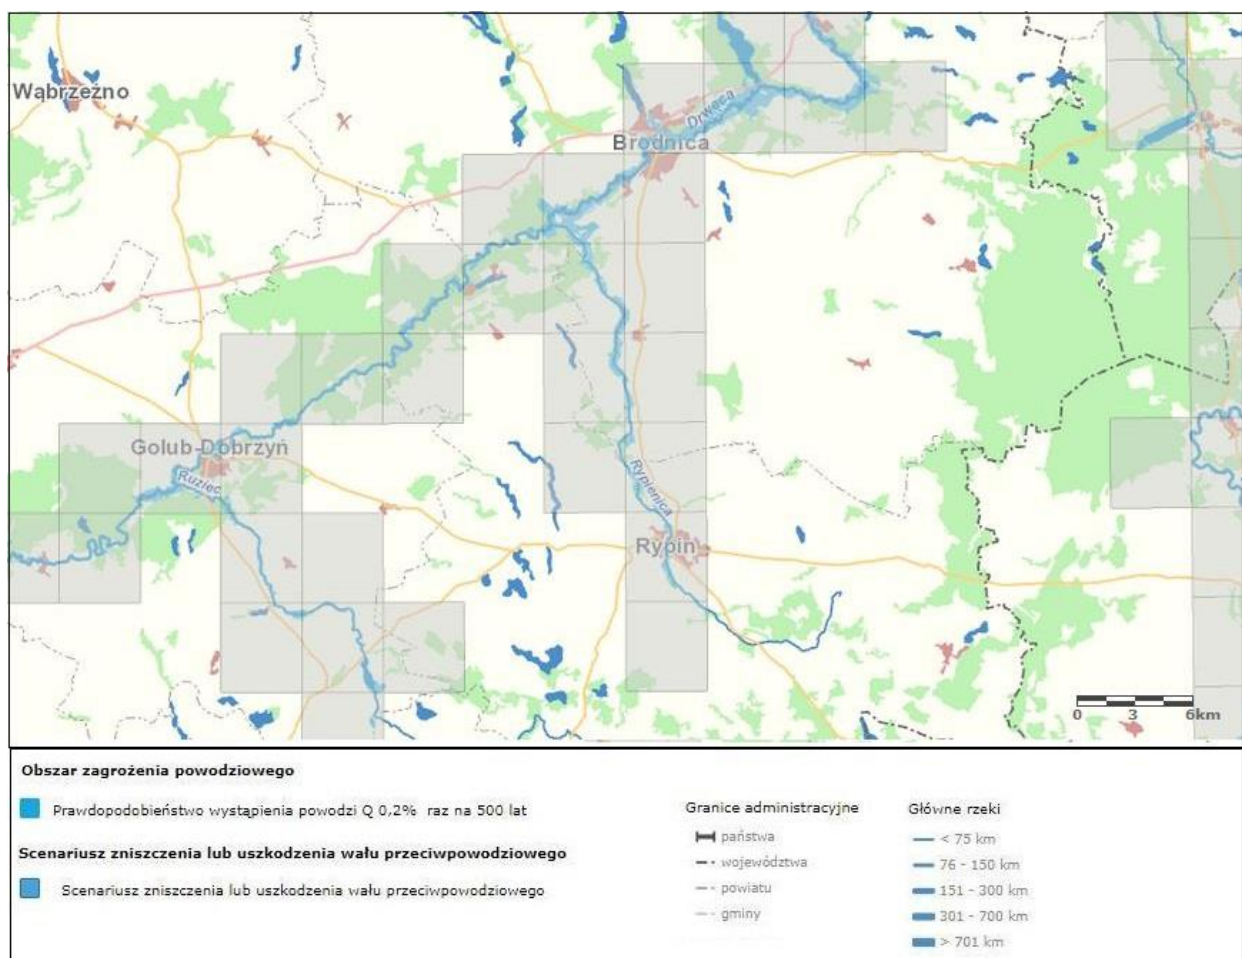 Wąbrzeźno
Drwęca
Brodnica
Golub-Dobrzyń
Ruziec
Rypienica
Rypin
0 3 6km
Obszar zagrożenia powodziowego
Prawdopodobieństwo wystąpienia powodzi Q 0,2% raz na 500 lat
Scenariusz zniszczenia lub uszkodzenia wału przeciwpowodziowego
Scenariusz zniszczenia lub uszkodzenia wału przeciwpowodziowego
Granice administracyjne
państwa
województwa
powiatu
gminy
Główne rzeki
< 75 km
76 - 150 km
151 - 300 km
301 - 700 km
> 701 km